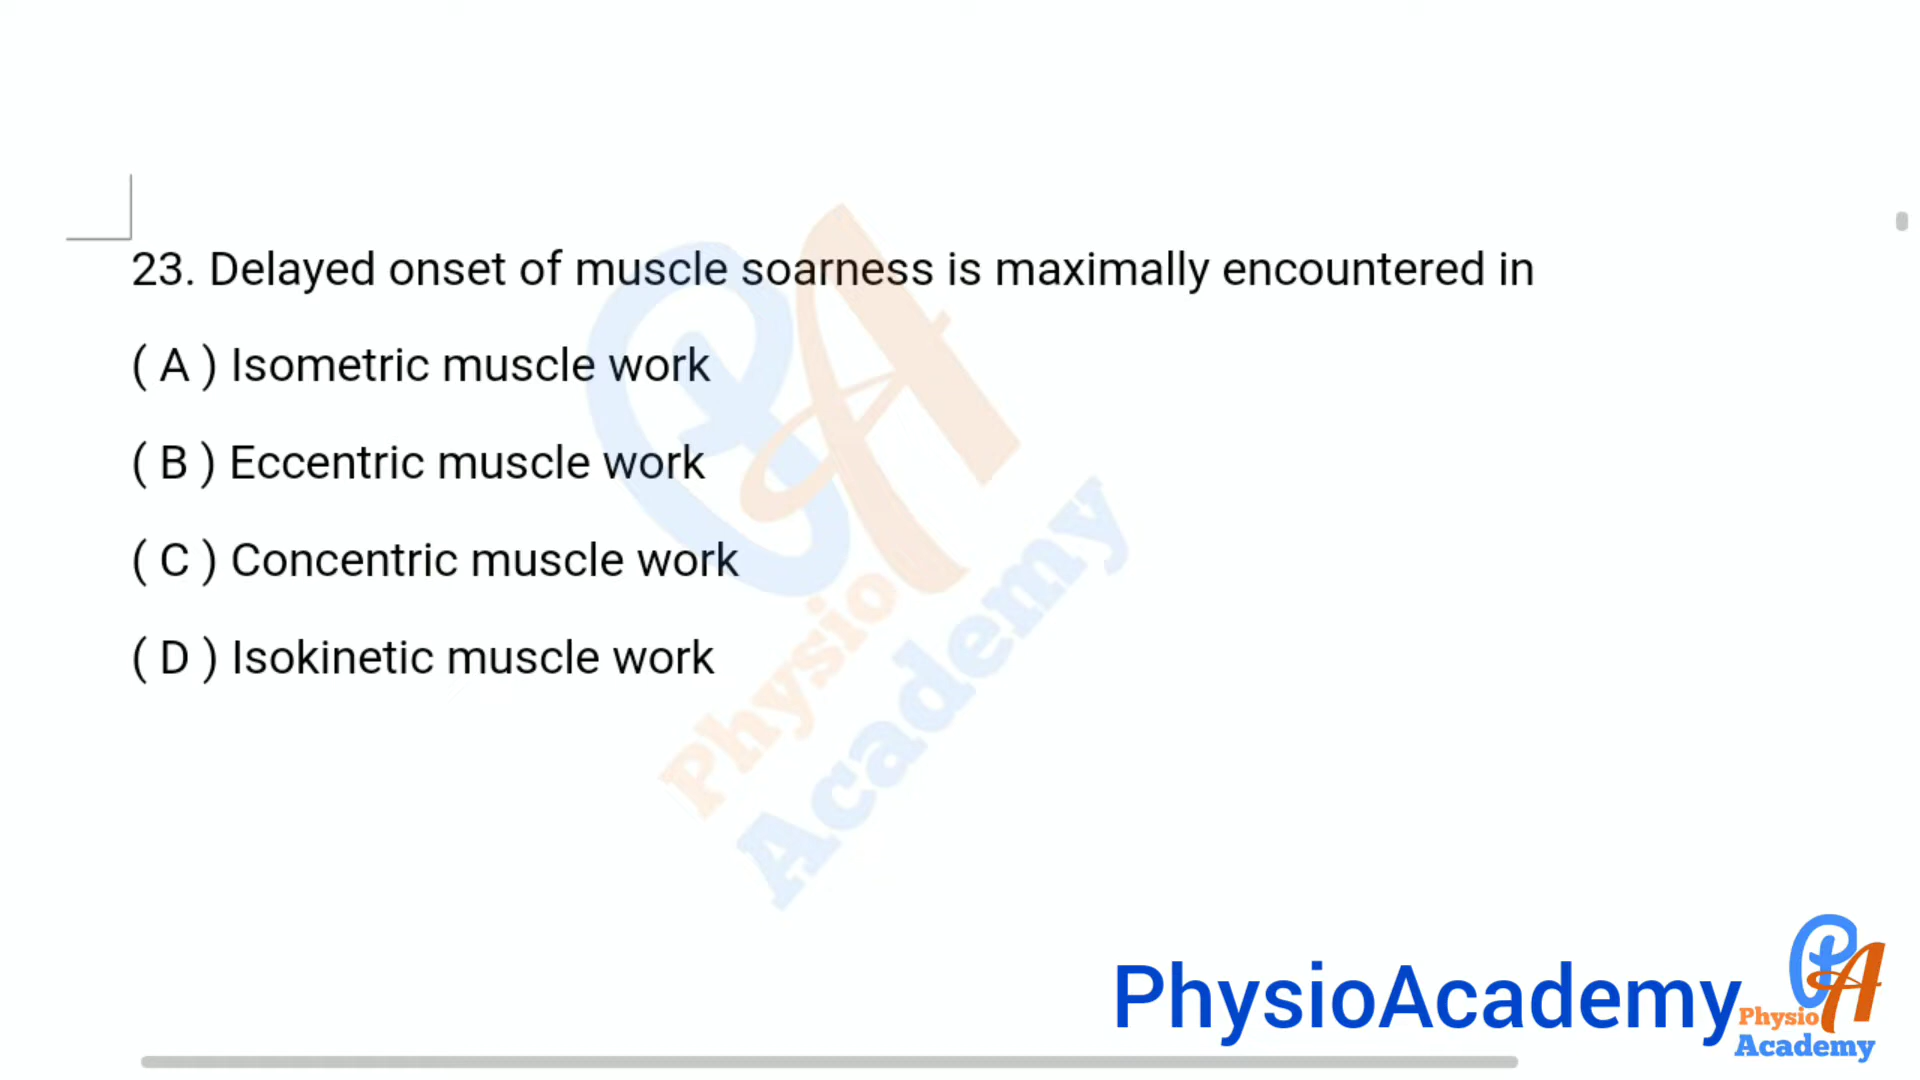 23. Delayed onset of muscle soarness is maximally encountered in
( A ) Isometric muscle work
( B ) Eccentric muscle work
( C ) Concentric muscle work
( D ) Isokinetic muscle work
Physio
Academy
PhysioAcademy
Physio
Academy